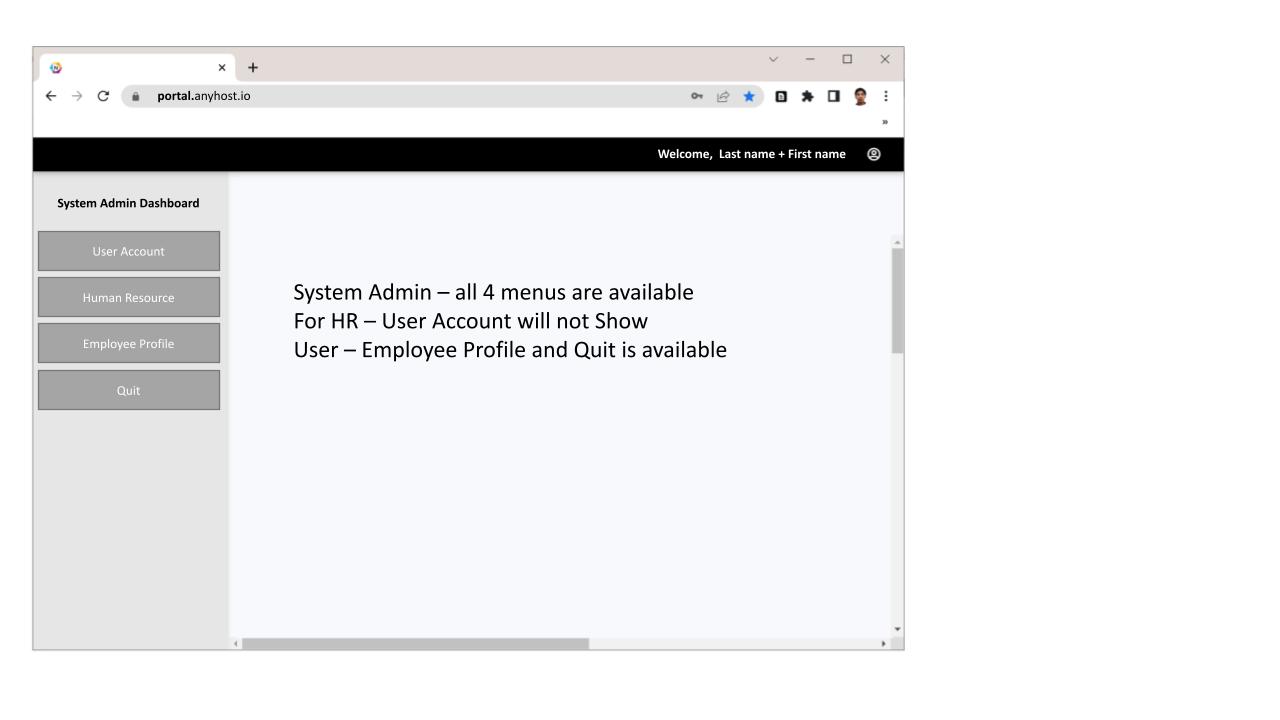 portal.anyhost.io
Welcome,  Last name + First name
System Admin Dashboard
User Account
Human Resource
Employee Profile
Quit
System Admin – all 4 menus are available
For HR – User Account will not Show
User – Employee Profile and Quit is available